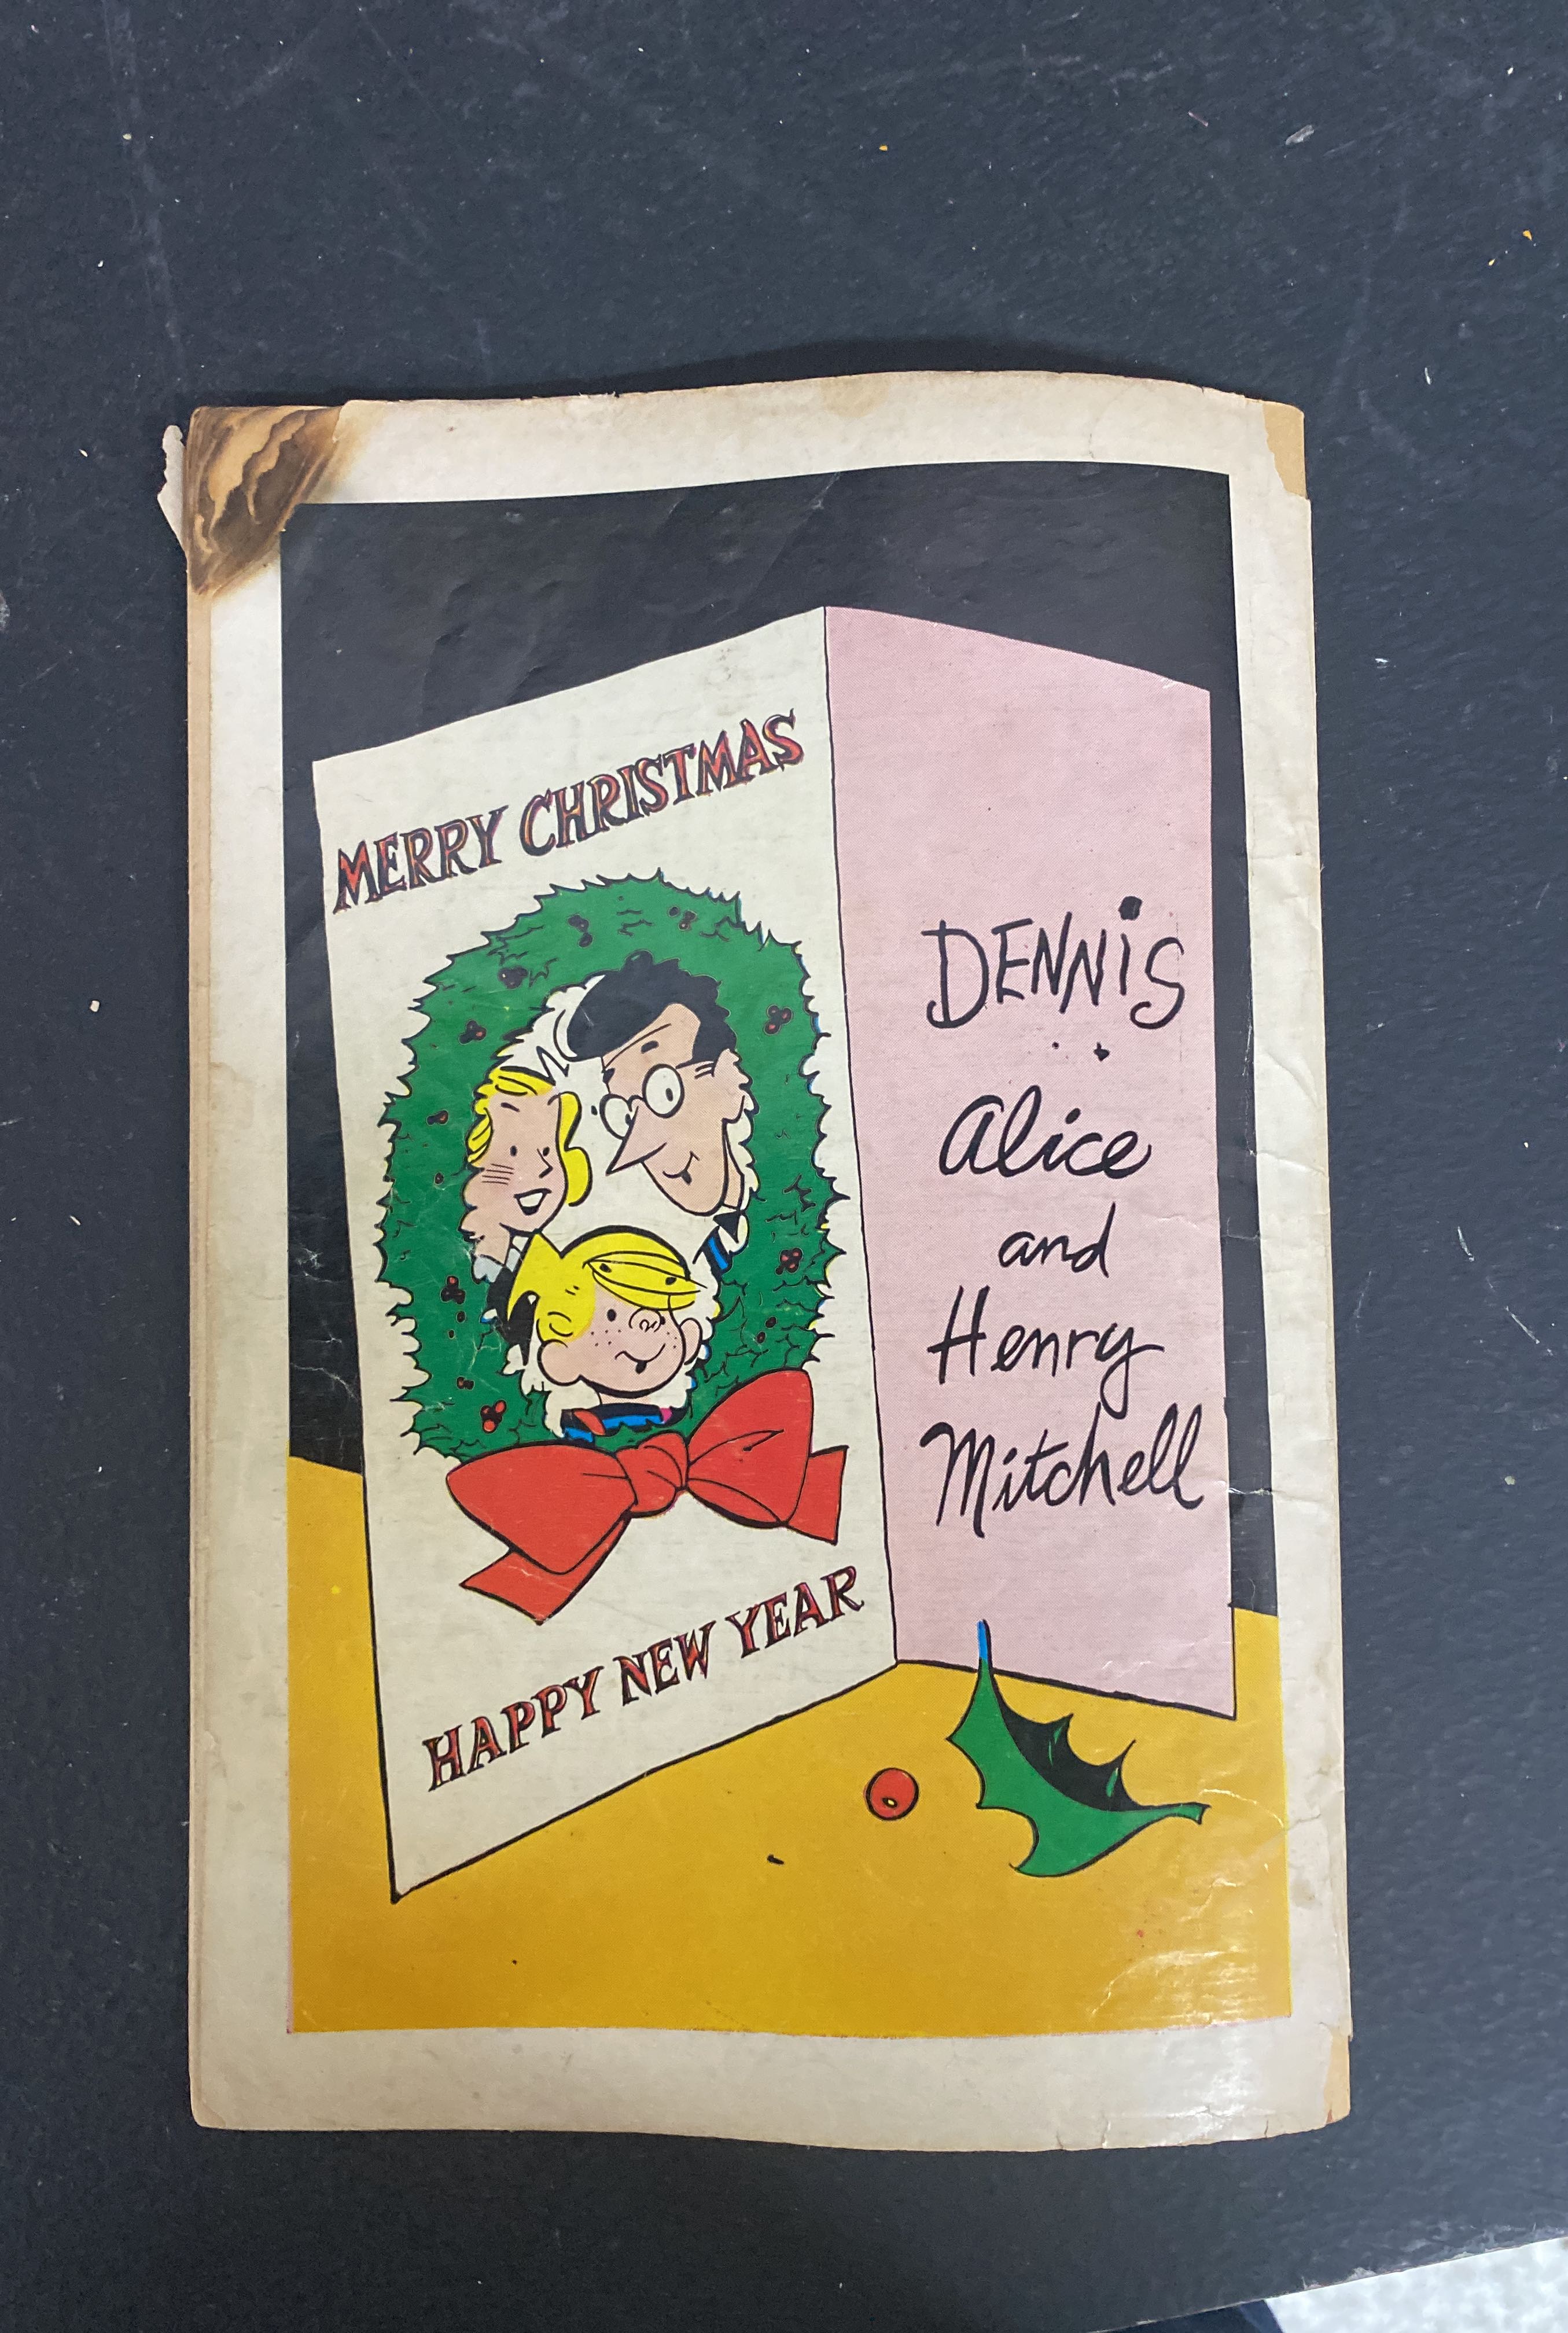 MERRY CHRISTMAS
HAPPY NEW YEAR
DENNiS
Alice
and
Henry
Mitchell